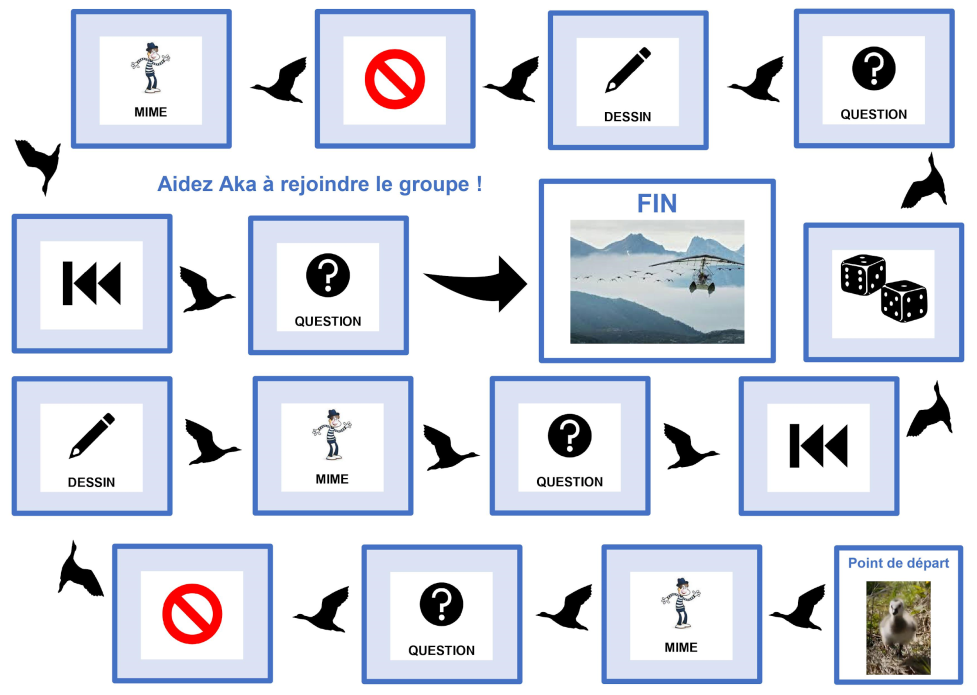 MIME
DESSIN
QUESTION
Aidez Aka à rejoindre le groupe !
FIN
QUESTION
DESSIN
MIME
QUESTION
Point de départ
QUESTION
MIME